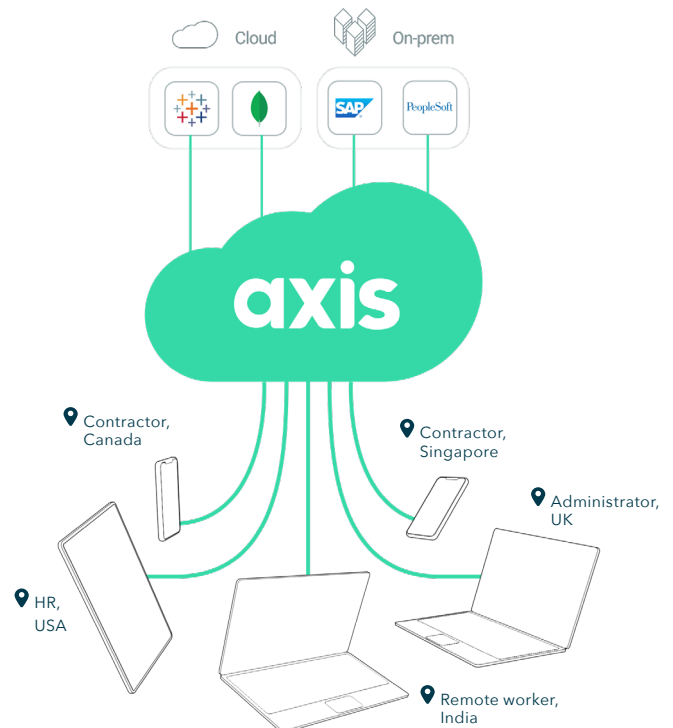 Cloud
On-prem
SAP
PeopleSoft
axis
Contractor,
Canada
Contractor,
Singapore
Administrator,
UK
HR,
USA
Remote worker,
India